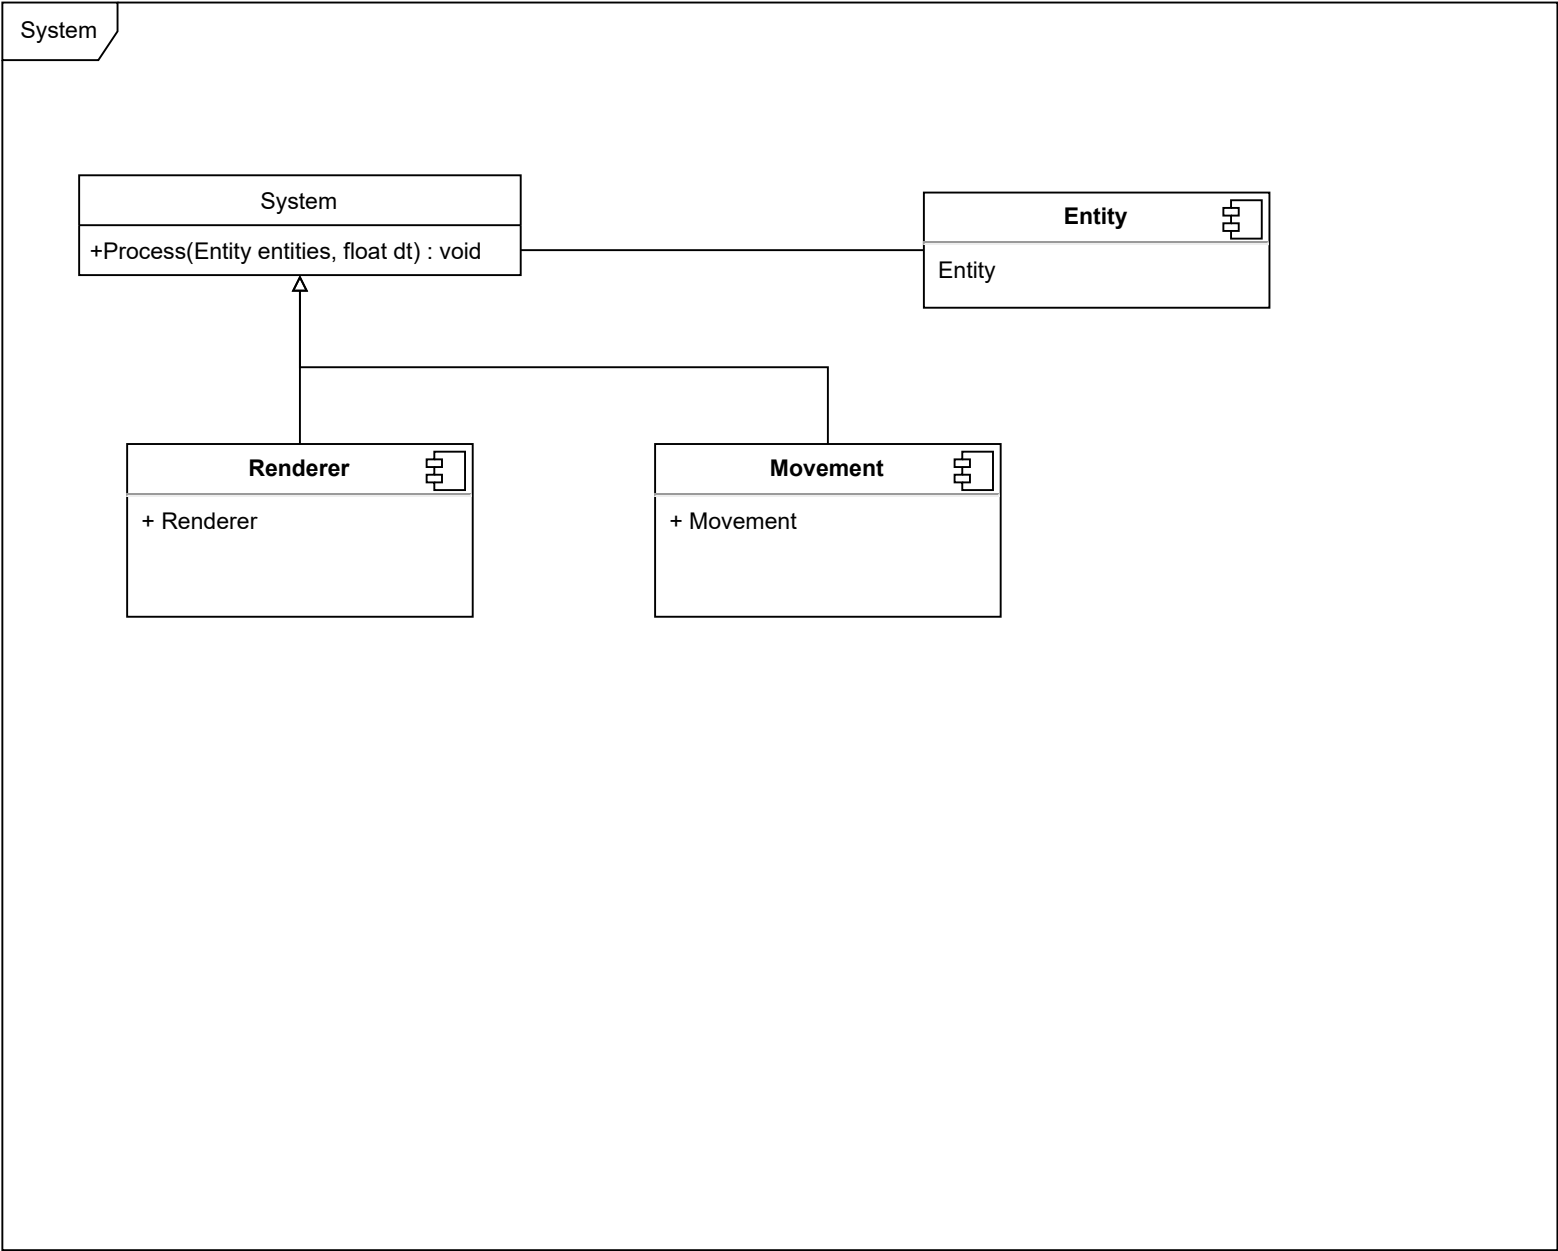 System
System
+Process(Entity entities, float dt) : void
Entity
Entity
Renderer
+ Renderer
Movement
+ Movement